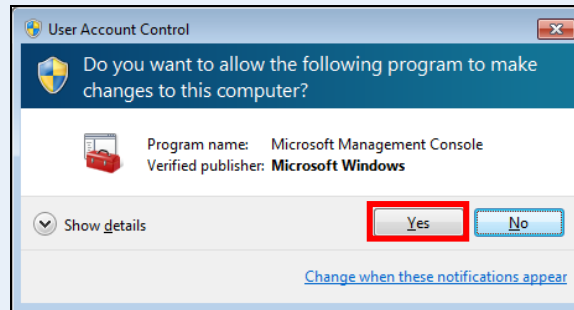 User Account Control
Do you want to allow the following program to make
changes to this computer?
Program name: Microsoft Management Console
Verified publisher: Microsoft Windows
Show details
Yes No
Change when these notifications appear